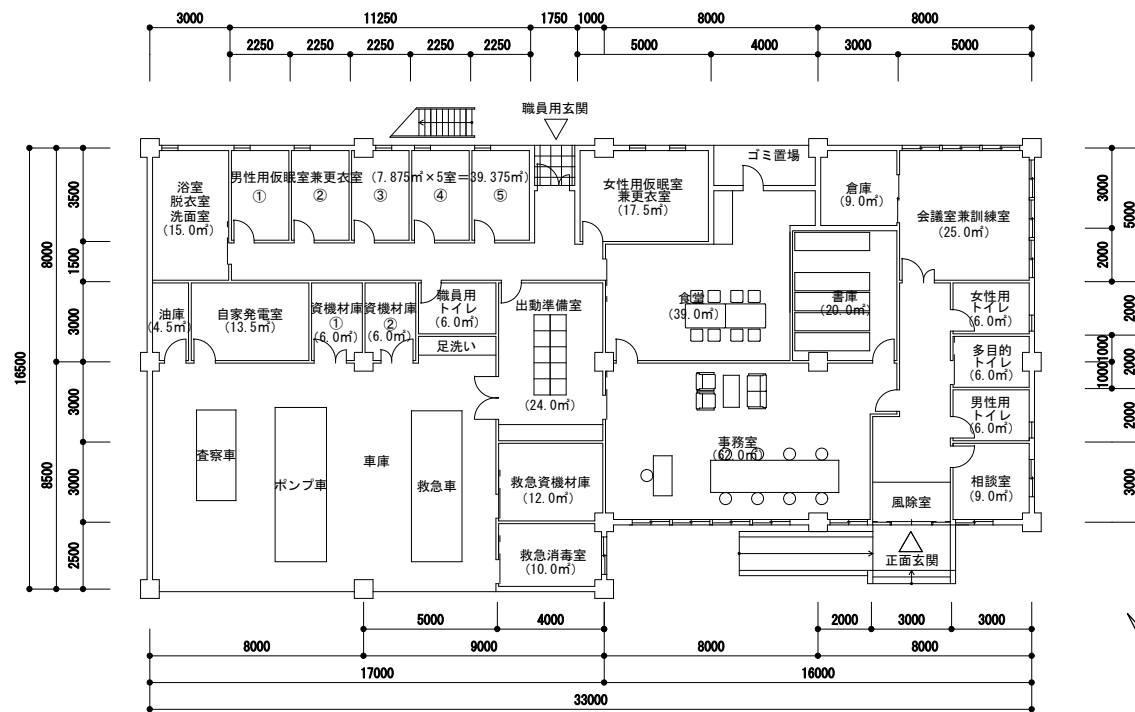 3000
11250
1750
1000
8000
8000
2250
2250
2250
2250
2250
5000
4000
3000
5000
職員用玄関
ゴミ置場
浴室
脱衣室
洗面室
(15.0㎡)
男性用仮眠室兼更衣室 (7.875㎡×5室=39.375㎡)
①
②
③
④
⑤
女性用仮眠室
兼更衣室
(17.5㎡)
倉庫
(9.0㎡)
会議室兼訓練室
(25.0㎡)
油庫
(4.5㎡)
自家発電室
(13.5㎡)
資機材庫
①
(6.0㎡)
資機材庫
②
(6.0㎡)
職員用
トイレ
(6.0㎡)
足洗い
出動準備室
(24.0㎡)
食堂
(39.0㎡)
書庫
(20.0㎡)
女性用
トイレ
(6.0㎡)
多目的
トイレ
(6.0㎡)
男性用
トイレ
(6.0㎡)
査察車
ポンプ車
車庫
救急車
救急資機材庫
(12.0㎡)
救急消毒室
(10.0㎡)
事務室
(62.0㎡)
相談室
(9.0㎡)
風除室
正面玄関
16500
8000
8500
3500
1500
3000
3000
3000
2500
3000
2000
5000
2000
1000
1000
2000
2000
3000
5000
4000
2000
3000
3000
8000
9000
8000
8000
17000
16000
33000